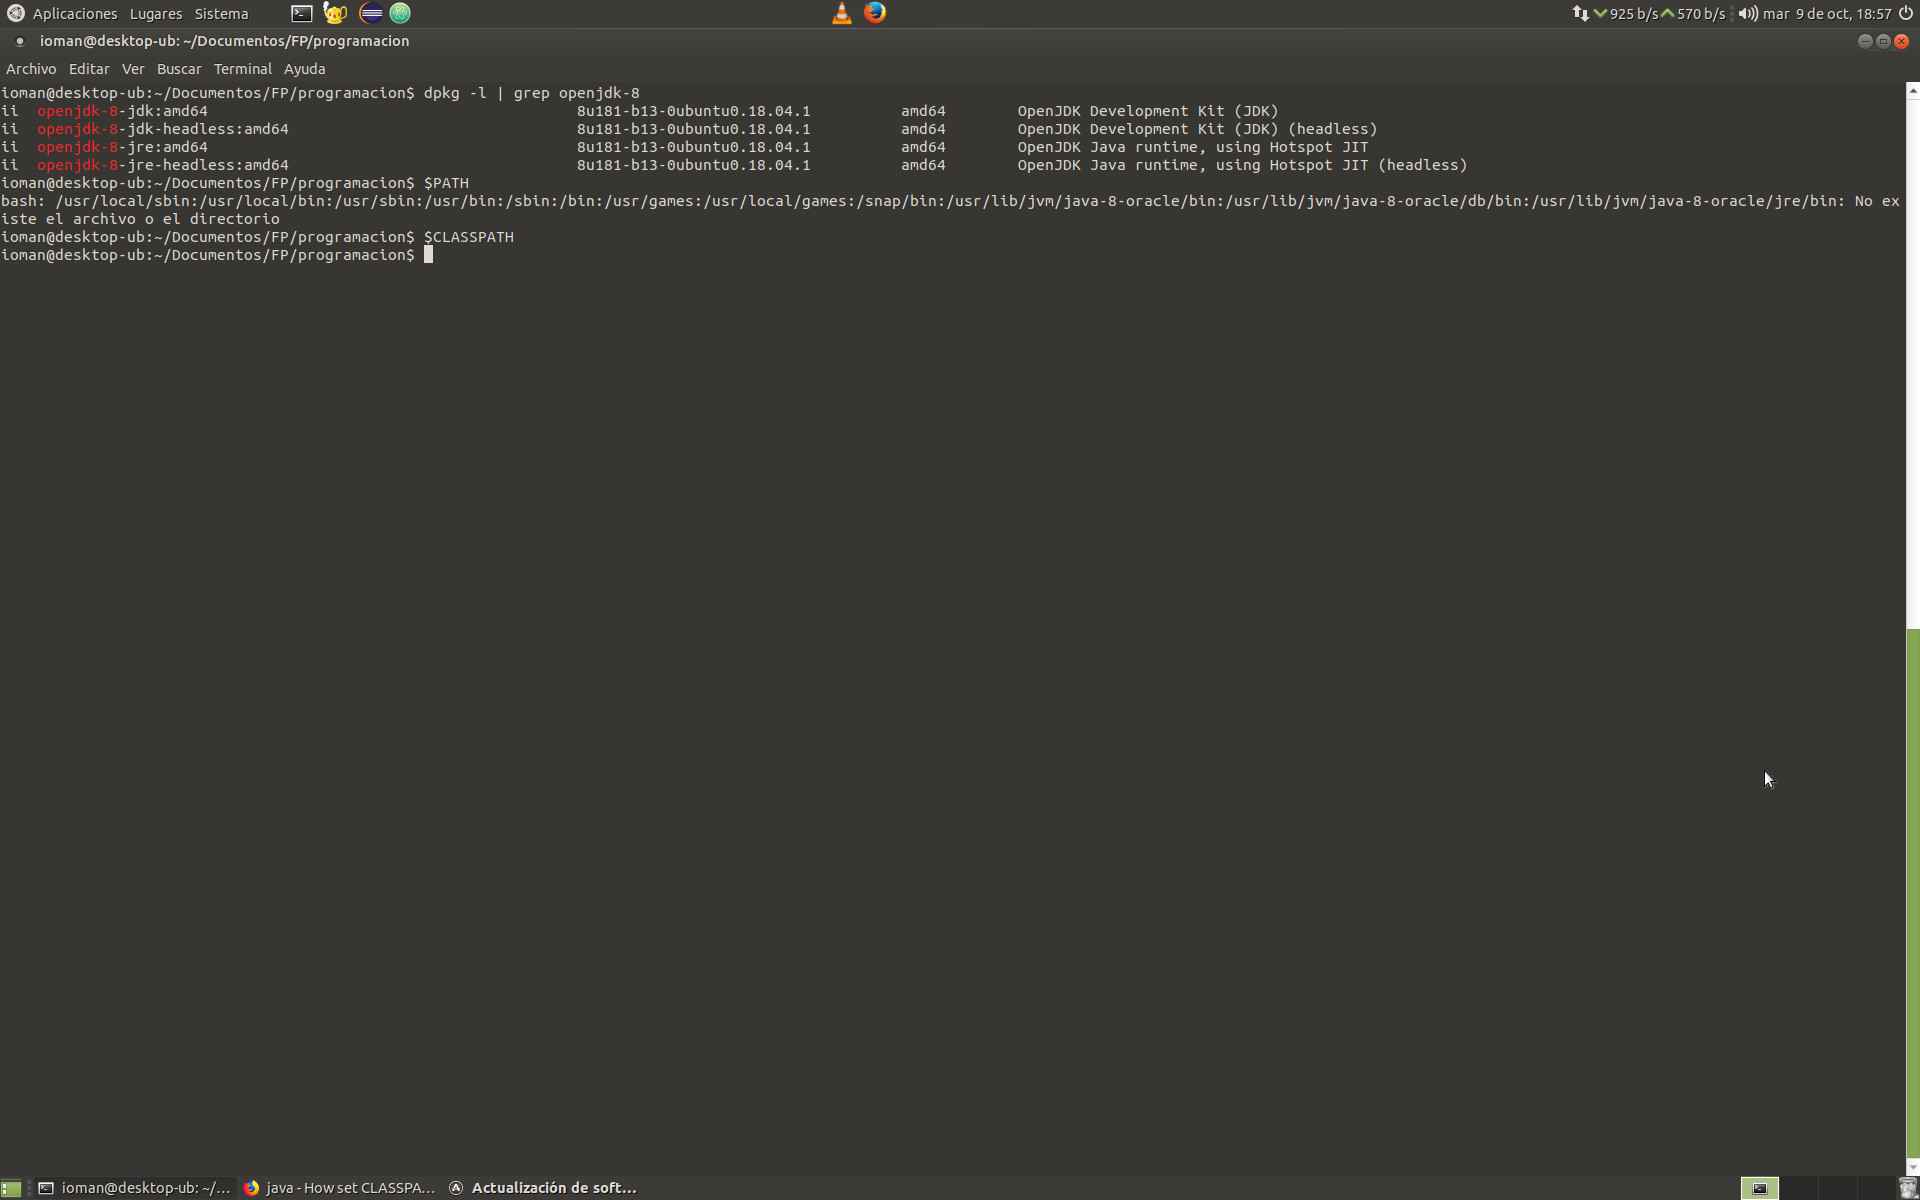 Aplicaciones Lugares Sistema 925 b/s 570 b/s mar 9 de oct, 18:57
ioman@desktop-ub: ~/Documentos/FP/programacion
Archivo Editar Ver Buscar Terminal Ayuda
ioman@desktop-ub:~/Documentos/FP/programacion$ dpkg -l | grep openjdk-8
ii  openjdk-8-jdk:amd64 8u181-b13-0ubuntu0.18.04.1 amd64 OpenJDK Development Kit (JDK)
ii  openjdk-8-jdk-headless:amd64 8u181-b13-0ubuntu0.18.04.1 amd64 OpenJDK Development Kit (JDK) (headless)
ii  openjdk-8-jre:amd64 8u181-b13-0ubuntu0.18.04.1 amd64 OpenJDK Java runtime, using Hotspot JIT
ii  openjdk-8-jre-headless:amd64 8u181-b13-0ubuntu0.18.04.1 amd64 OpenJDK Java runtime, using Hotspot JIT (headless)
ioman@desktop-ub:~/Documentos/FP/programacion$ $PATH
bash: /usr/local/sbin:/usr/local/bin:/usr/sbin:/usr/bin:/sbin:/bin:/usr/games:/usr/local/games:/snap/bin:/usr/lib/jvm/java-8-oracle/bin:/usr/lib/jvm/java-8-oracle/db/bin:/usr/lib/jvm/java-8-oracle/jre/bin: No ex
iste el archivo o el directorio
ioman@desktop-ub:~/Documentos/FP/programacion$ $CLASSPATH
ioman@desktop-ub:~/Documentos/FP/programacion$
ioman@desktop-ub: ~/... java - How set CLASSPA... Actualización de soft...